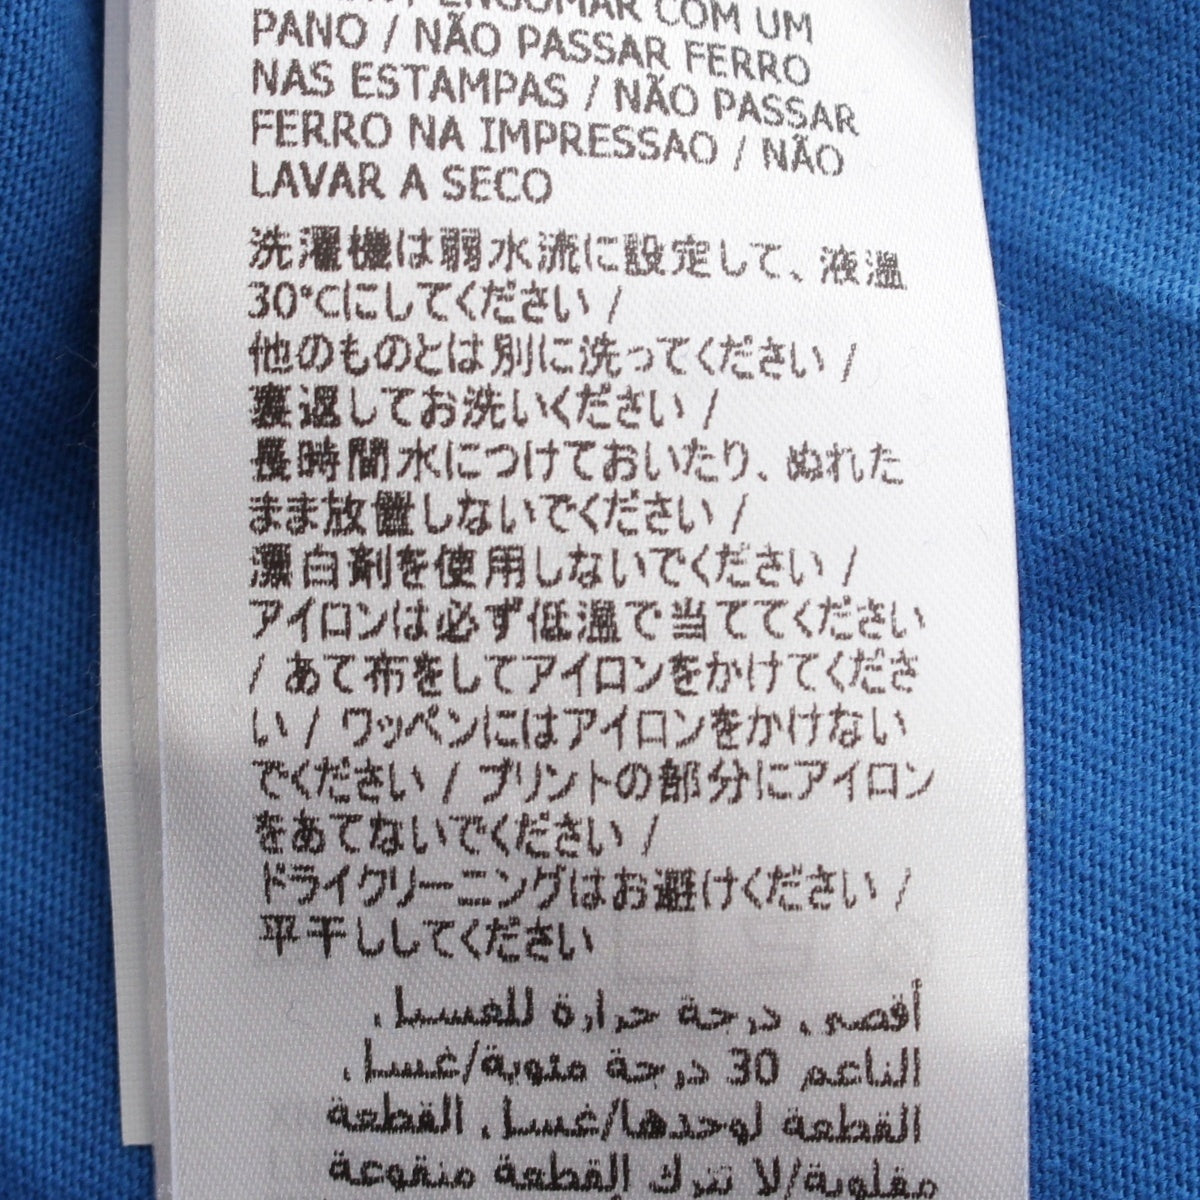 ENGOMAR COM UM
PANO / NÃO PASSAR FERRO
NAS ESTAMPAS / NÃO PASSAR
FERRO NA IMPRESSAO / NÃO
LAVAR A SECO
洗濯機は弱水流に設定して、液温
30°Cにしてください /
他のものとは別に洗ってください /
裏返してお洗いください /
長時間水につけておいたり、ぬれた
まま放置しないでください /
漂白剤を使用しないでください /
アイロンは必ず低温で当ててください
/ あて布をしてアイロンをかけてくださ
い / ワッペンにはアイロンをかけない
でください / プリントの部分にアイロン
をあてないでください /
ドライクリーニングはお避けください /
平干ししてください
أقصى درجة حرارة للغسيل
الناعم 30 درجة مئوية/غسل
القطعة لوحدها/غسل القطعة
مقلوبة/لا تترك القطعة منقوعة